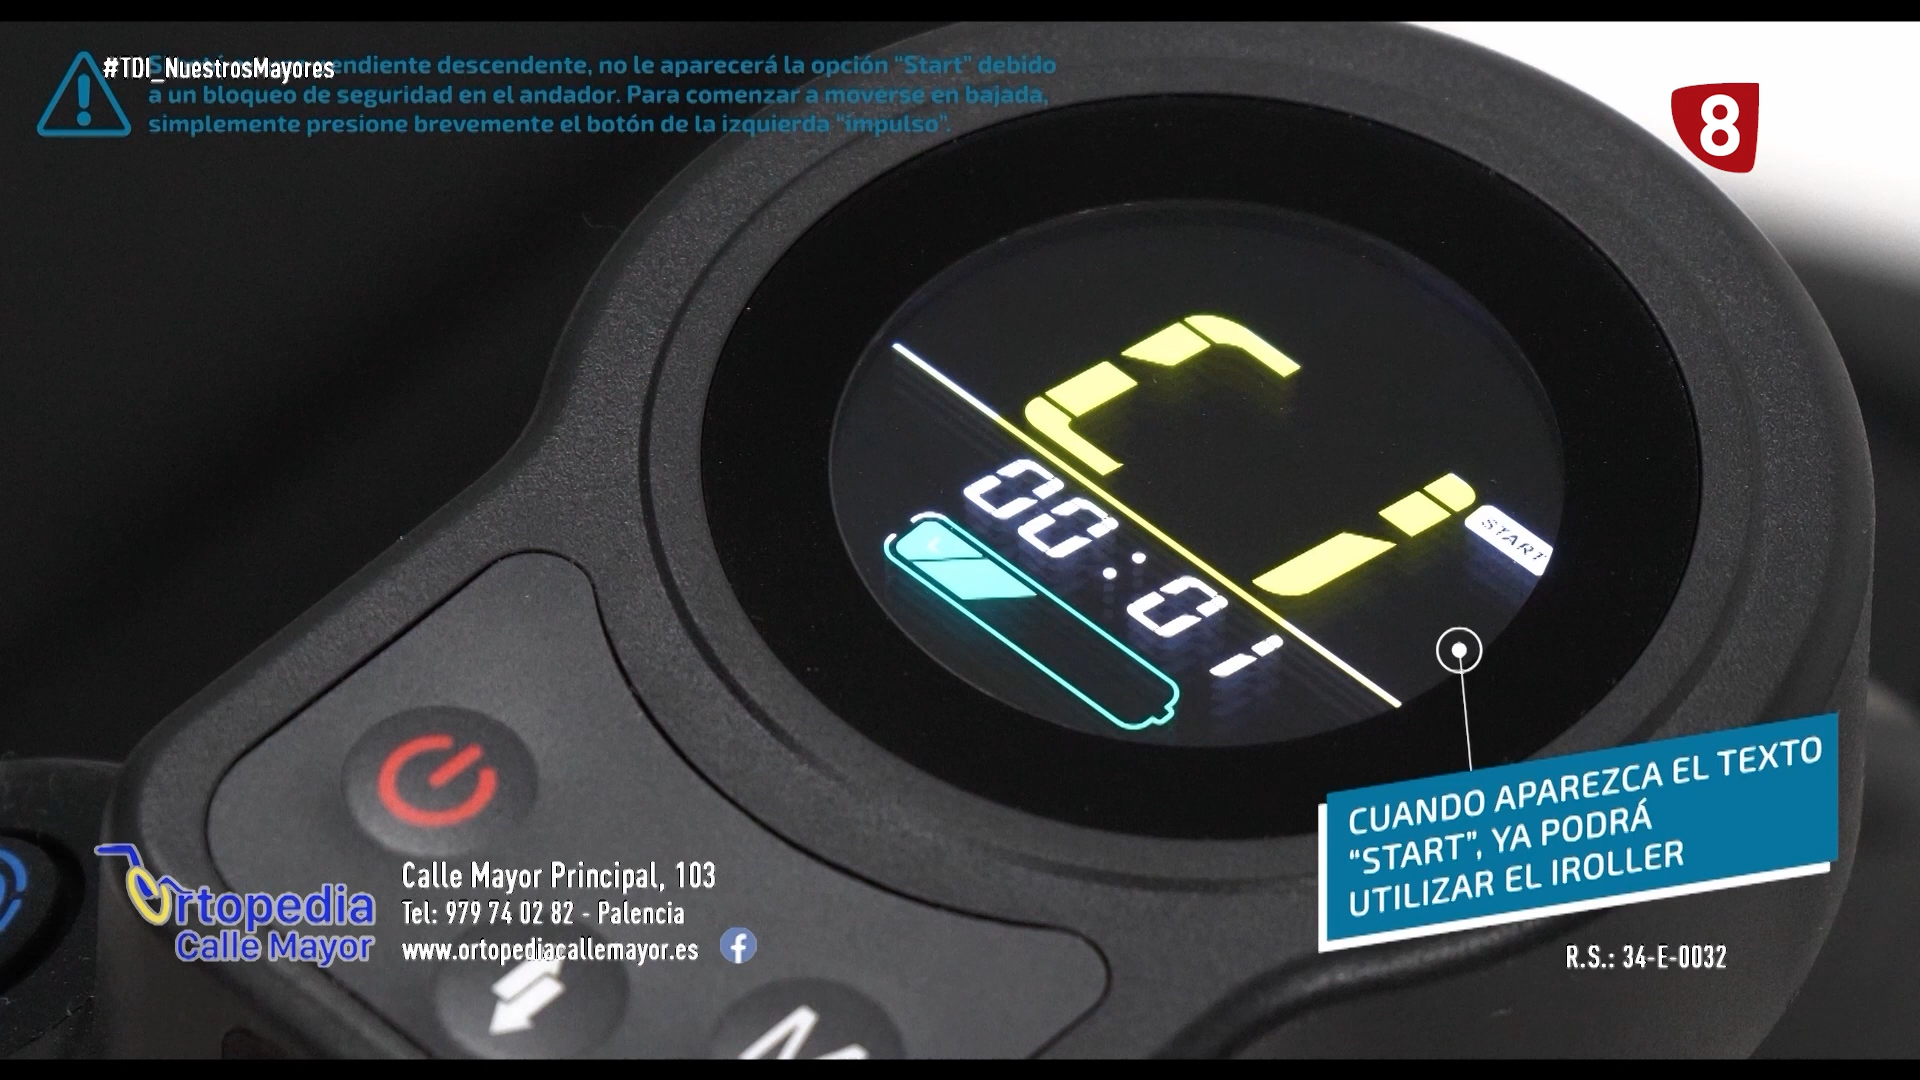 #TDI_NuestrosMayores
endiente descendente, no le aparecerá la opción “Start” debido
a un bloqueo de seguridad en el andador. Para comenzar a moverse en bajada,
simplemente presione brevemente el botón de la izquierda “impulso”.
8
START
00:01
CUANDO APAREZCA EL TEXTO
“START”, YA PODRÁ
UTILIZAR EL IROLLER
Ortopedia
Calle Mayor
Calle Mayor Principal, 103
Tel: 979 74 02 82 - Palencia
www.ortopediacallemayor.es
f
R.S.: 34-E-0032
M